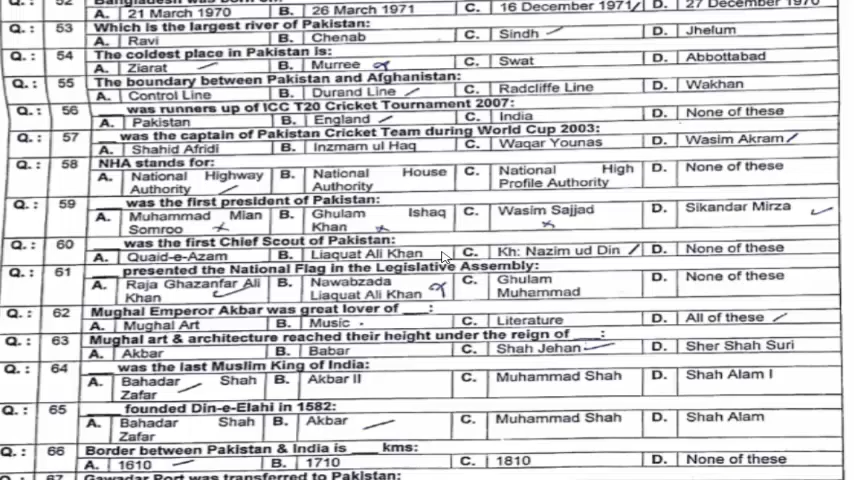 52 Bangladesh was born on
A. 21 March 1970 B. 26 March 1971 C. 16 December 1971 D. 27 December 1970
Q.: 53 Which is the largest river of Pakistan:
A. Ravi B. Chenab C. Sindh D. Jhelum
Q.: 54 The coldest place in Pakistan is:
A. Ziarat B. Murree C. Swat D. Abbottabad
Q.: 55 The boundary between Pakistan and Afghanistan:
A. Control Line B. Durand Line C. Radcliffe Line D. Wakhan
Q.: 56 ___ was runners up of ICC T20 Cricket Tournament 2007:
A. Pakistan B. England C. India D. None of these
Q.: 57 ___ was the captain of Pakistan Cricket Team during World Cup 2003:
A. Shahid Afridi B. Inzmam ul Haq C. Waqar Younas D. Wasim Akram
Q.: 58 NHA stands for:
A. National Highway B. National House C. National High D. None of these
Authority Authority Profile Authority
Q.: 59 ___ was the first president of Pakistan:
A. Muhammad Mian B. Ghulam Ishaq C. Wasim Sajjad D. Sikandar Mirza
Somroo Khan
Q.: 60 ___ was the first Chief Scout of Pakistan:
A. Quaid-e-Azam B. Liaquat Ali Khan C. Kh: Nazim ud Din D. None of these
Q.: 61 ___ presented the National Flag in the Legislative Assembly:
A. Raja Ghazanfar Ali B. Nawabzada C. Ghulam D. None of these
Khan Liaquat Ali Khan Muhammad
Q.: 62 Mughal Emperor Akbar was great lover of ___:
A. Mughal Art B. Music C. Literature D. All of these
Q.: 63 Mughal art & architecture reached their height under the reign of ___:
A. Akbar B. Babar C. Shah Jehan D. Sher Shah Suri
Q.: 64 ___ was the last Muslim King of India:
A. Bahadar Shah B. Akbar II C. Muhammad Shah D. Shah Alam I
Zafar
Q.: 65 ___ founded Din-e-Elahi in 1582:
A. Bahadar Shah B. Akbar C. Muhammad Shah D. Shah Alam
Zafar
Q.: 66 Border between Pakistan & India is ___ kms:
A. 1610 B. 1710 C. 1810 D. None of these
Q.: 67 Gawadar Port was transferred to Pakistan: